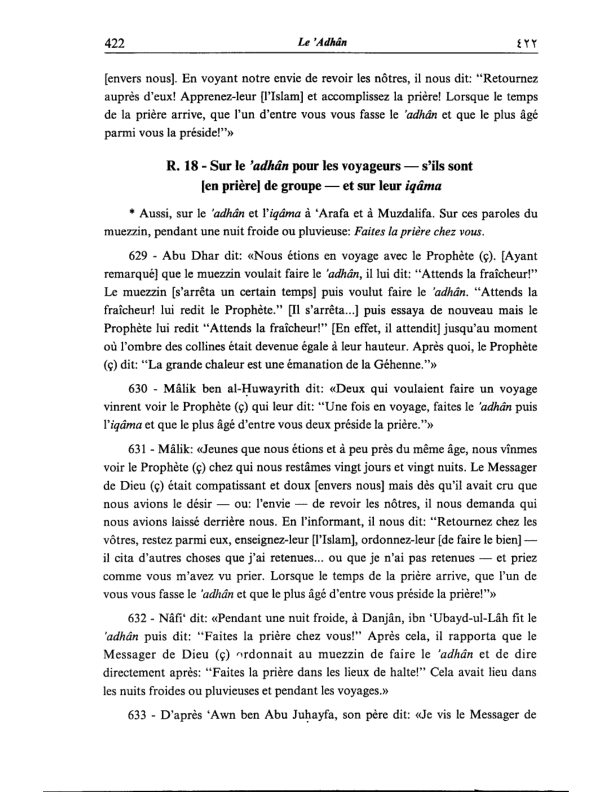 422 Le 'Adhân ٤٢٢
[envers nous]. En voyant notre envie de revoir les nôtres, il nous dit: “Retournez
auprès d'eux! Apprenez-leur [l'Islam] et accomplissez la prière! Lorsque le temps
de la prière arrive, que l'un d'entre vous vous fasse le 'adhân et que le plus âgé
parmi vous la préside!”»
R. 18 - Sur le 'adhân pour les voyageurs — s'ils sont
[en prière] de groupe — et sur leur iqâma
* Aussi, sur le 'adhân et l'iqâma à ‘Arafa et à Muzdalifa. Sur ces paroles du
muezzin, pendant une nuit froide ou pluvieuse: Faites la prière chez vous.
629 - Abu Dhar dit: «Nous étions en voyage avec le Prophète (ç). [Ayant
remarqué] que le muezzin voulait faire le 'adhân, il lui dit: “Attends la fraîcheur!”
Le muezzin [s'arrêta un certain temps] puis voulut faire le 'adhân. “Attends la
fraîcheur! lui redit le Prophète.” [Il s'arrêta...] puis essaya de nouveau mais le
Prophète lui redit “Attends la fraîcheur!” [En effet, il attendit] jusqu'au moment
où l'ombre des collines était devenue égale à leur hauteur. Après quoi, le Prophète
(ç) dit: “La grande chaleur est une émanation de la Géhenne.”»
630 - Mâlik ben al-Ḥuwayrith dit: «Deux qui voulaient faire un voyage
vinrent voir le Prophète (ç) qui leur dit: “Une fois en voyage, faites le 'adhân puis
l'iqâma et que le plus âgé d'entre vous deux préside la prière.”»
631 - Mâlik: «Jeunes que nous étions et à peu près du même âge, nous vînmes
voir le Prophète (ç) chez qui nous restâmes vingt jours et vingt nuits. Le Messager
de Dieu (ç) était compatissant et doux [envers nous] mais dès qu'il avait cru que
nous avions le désir — ou: l'envie — de revoir les nôtres, il nous demanda qui
nous avions laissé derrière nous. En l'informant, il nous dit: “Retournez chez les
vôtres, restez parmi eux, enseignez-leur [l'Islam], ordonnez-leur [de faire le bien] —
il cita d'autres choses que j'ai retenues... ou que je n'ai pas retenues — et priez
comme vous m'avez vu prier. Lorsque le temps de la prière arrive, que l'un de
vous vous fasse le 'adhân et que le plus âgé d'entre vous préside la prière!”»
632 - Nâfi‘ dit: «Pendant une nuit froide, à Danjân, ibn ‘Ubayd-ul-Lâh fit le
'adhân puis dit: “Faites la prière chez vous!” Après cela, il rapporta que le
Messager de Dieu (ç) ordonnait au muezzin de faire le 'adhân et de dire
directement après: “Faites la prière dans les lieux de halte!” Cela avait lieu dans
les nuits froides ou pluvieuses et pendant les voyages.»
633 - D'après ‘Awn ben Abu Juḥayfa, son père dit: «Je vis le Messager de